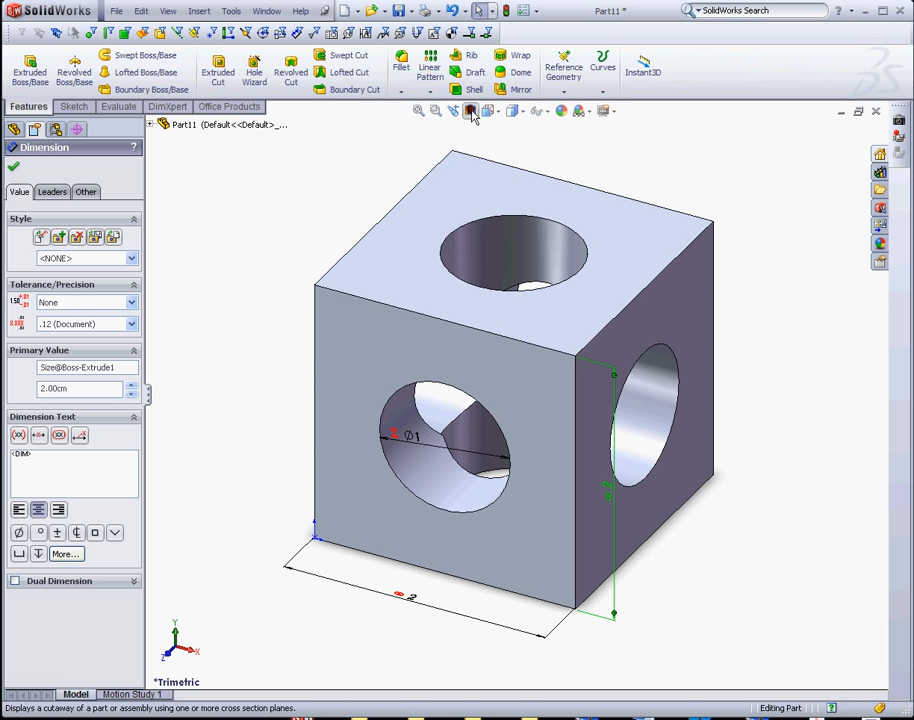 SolidWorks File Edit View Insert Tools Window Help Part11 * SolidWorks Search ?
Extruded Boss/Base
Revolved Boss/Base
Swept Boss/Base
Lofted Boss/Base
Boundary Boss/Base
Extruded Cut
Hole Wizard
Revolved Cut
Swept Cut
Lofted Cut
Boundary Cut
Fillet
Linear Pattern
Rib
Draft
Shell
Wrap
Dome
Mirror
Reference Geometry
Curves
Instant3D
Features Sketch Evaluate DimXpert Office Products
Part11 (Default<<Default>_...
Dimension ?
Value Leaders Other
Style
<NONE>
Tolerance/Precision
None
.12 (Document)
Primary Value
Size@Boss-Extrude1
2.00cm
Dimension Text
<DIM>
More...
Dual Dimension
Ø1
2
2
Y
X
Z
*Trimetric
Model Motion Study 1
Displays a cutaway of a part or assembly using one or more cross section planes. Editing Part ?